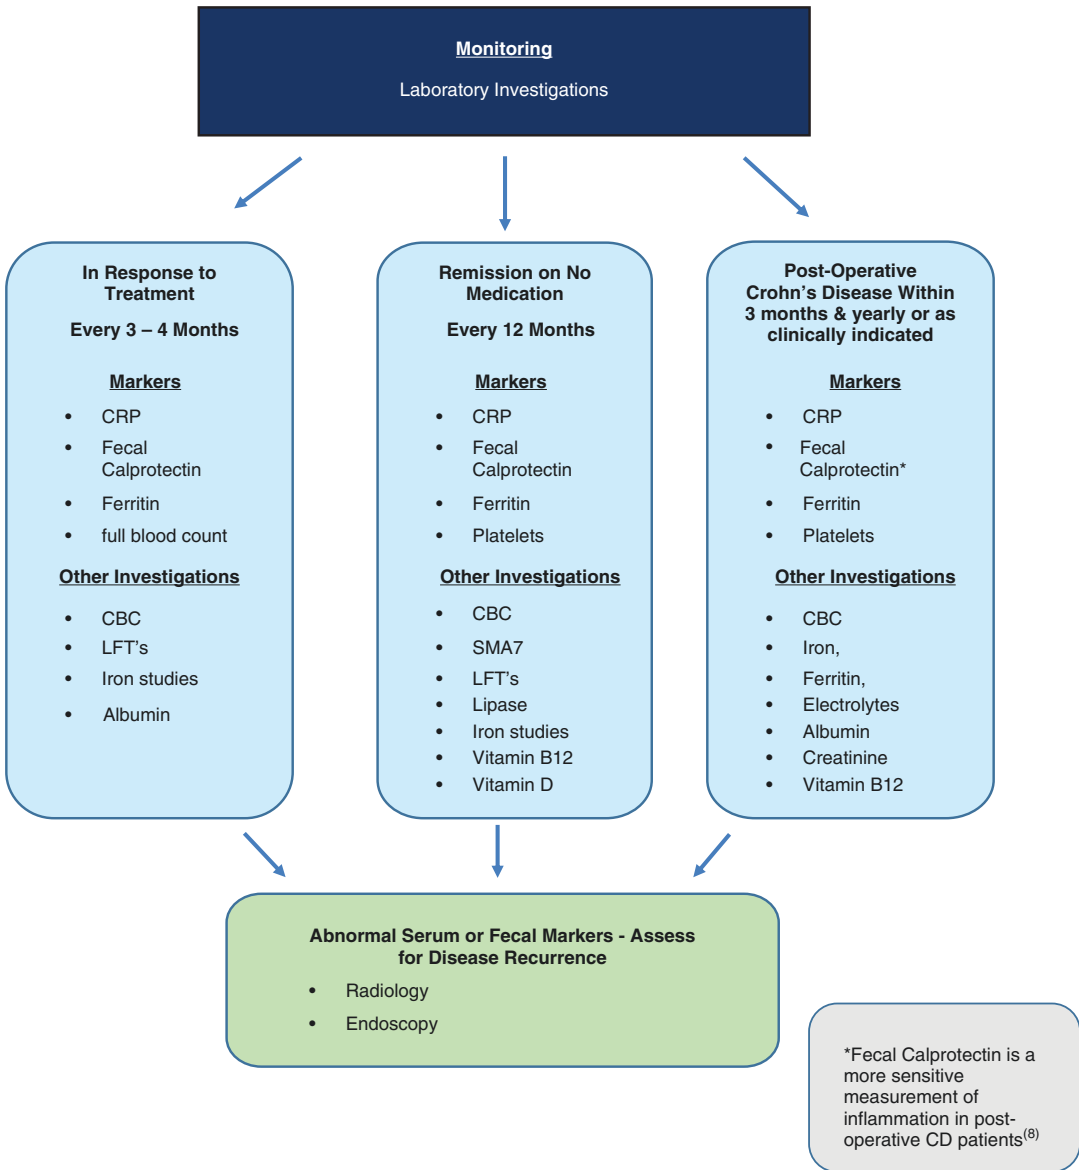 Monitoring
Laboratory Investigations
In Response to
Treatment
Every 3 – 4 Months
Markers
• CRP
• Fecal
Calprotectin
• Ferritin
• full blood count
Other Investigations
• CBC
• LFT's
• Iron studies
• Albumin
Remission on No
Medication
Every 12 Months
Markers
• CRP
• Fecal
Calprotectin
• Ferritin
• Platelets
Other Investigations
• CBC
• SMA7
• LFT's
• Lipase
• Iron studies
• Vitamin B12
• Vitamin D
Post-Operative
Crohn's Disease Within
3 months & yearly or as
clinically indicated
Markers
• CRP
• Fecal
Calprotectin*
• Ferritin
• Platelets
Other Investigations
• CBC
• Iron,
• Ferritin,
• Electrolytes
• Albumin
• Creatinine
• Vitamin B12
Abnormal Serum or Fecal Markers - Assess
for Disease Recurrence
• Radiology
• Endoscopy
*Fecal Calprotectin is a
more sensitive
measurement of
inflammation in post-
operative CD patients(8)